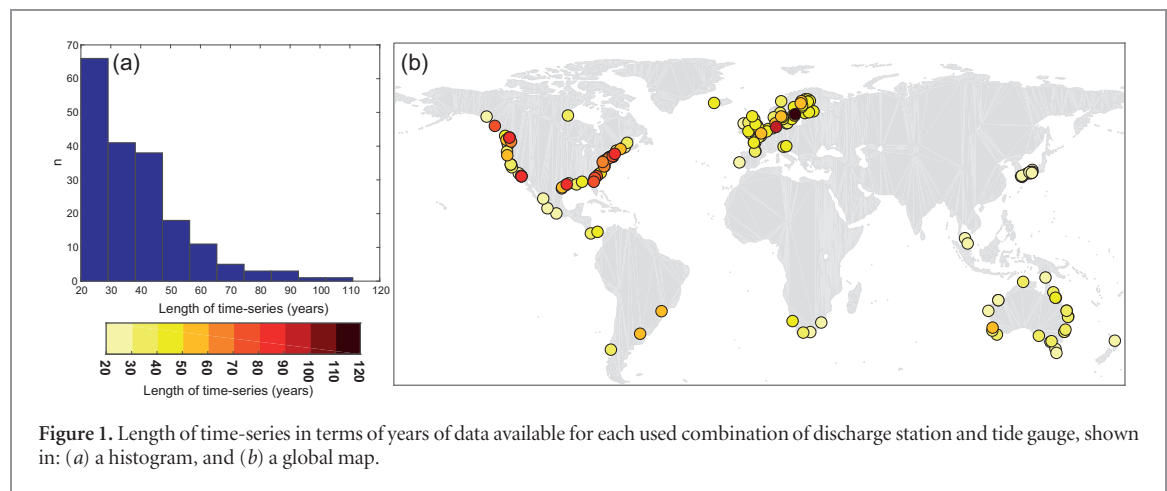 (a)
70
60
50
40
30
20
10
0
n
20 30 40 50 60 70 80 90 100 110 120
Length of time-series (years)
20 30 40 50 60 70 80 90 100 110 120
Length of time-series (years)
(b)
Figure 1. Length of time-series in terms of years of data available for each used combination of discharge station and tide gauge, shown
in: (a) a histogram, and (b) a global map.